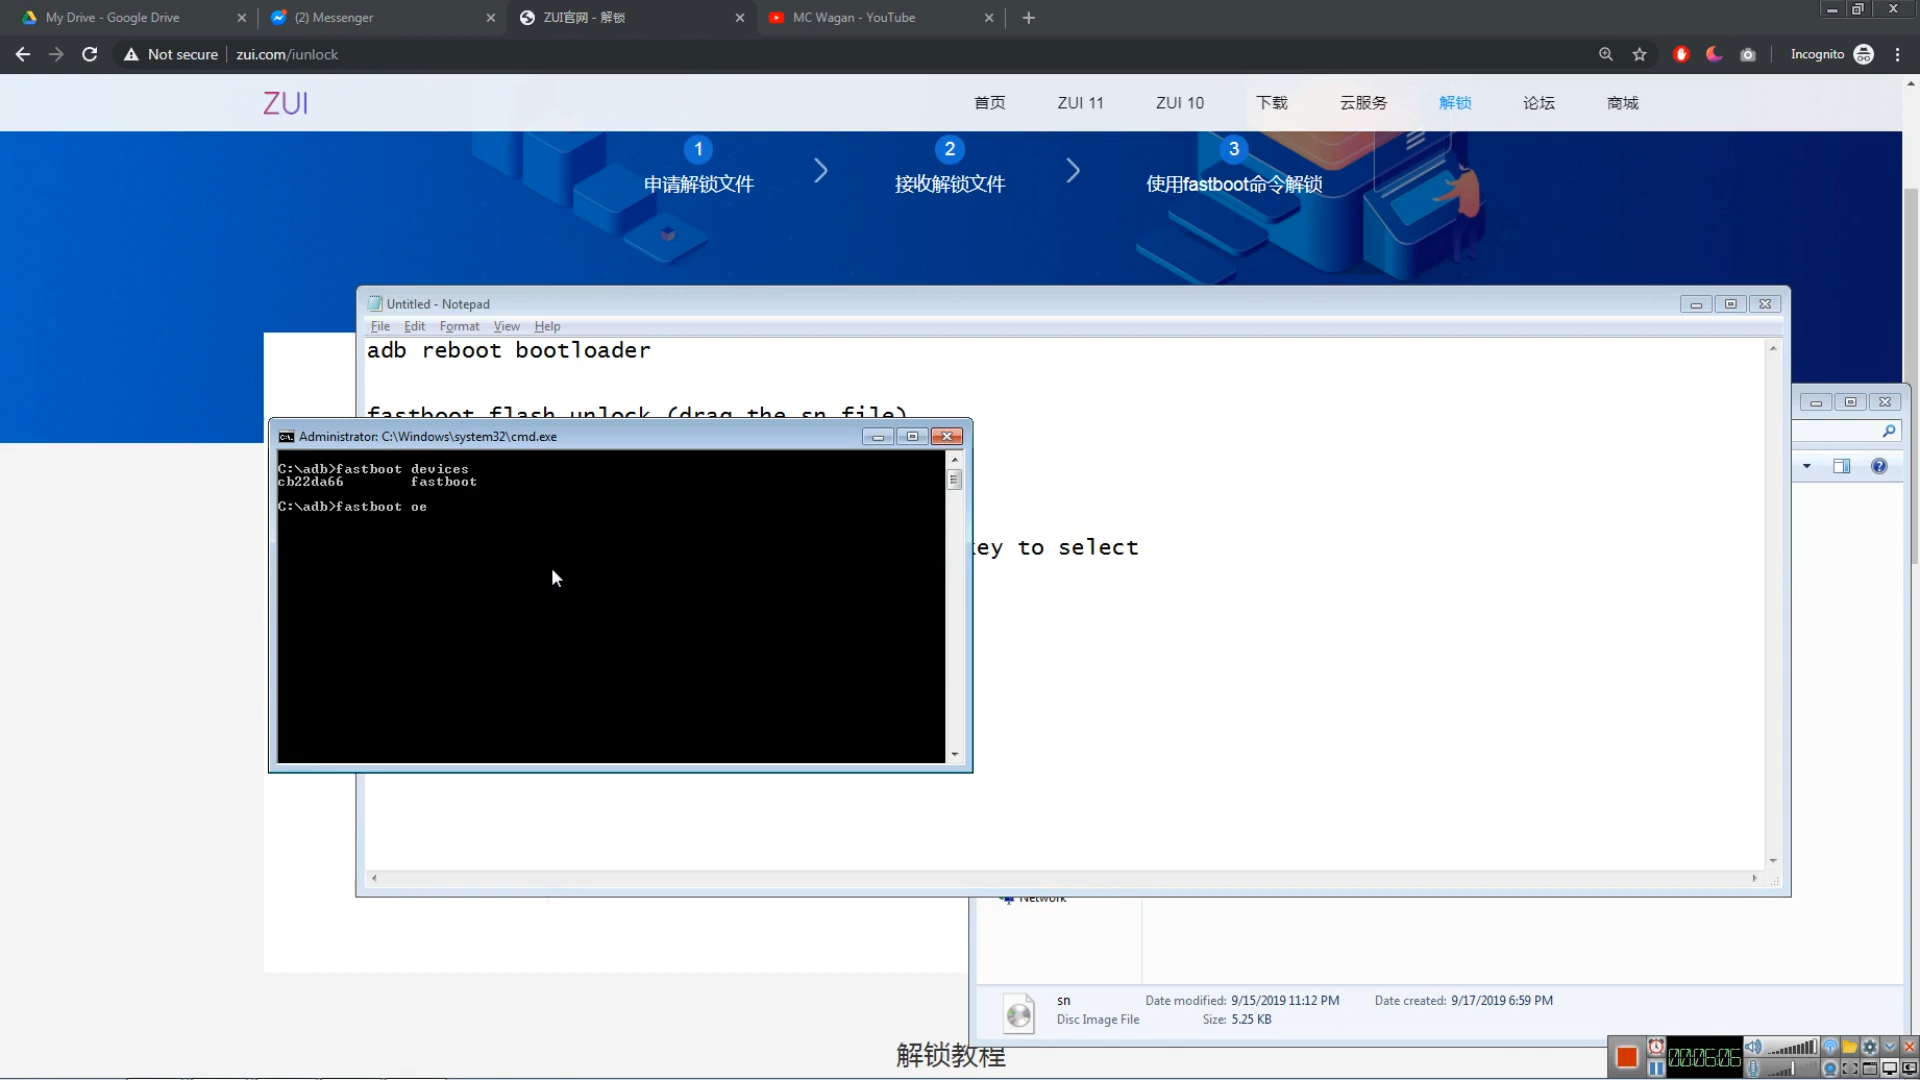 My Drive - Google Drive
(2) Messenger
ZUI官网 - 解锁
MC Wagan - YouTube
Not secure
zui.com/iunlock
Incognito
ZUI
首页
ZUI 11
ZUI 10
下载
云服务
解锁
论坛
商城
1
2
3
申请解锁文件
接收解锁文件
使用fastboot命令解锁
Untitled - Notepad
File Edit Format View Help
adb reboot bootloader
fastboot flash unlock (drag the sn file)
key to select
Administrator: C:\Windows\system32\cmd.exe
C:\adb>fastboot devices
cb22da66 fastboot
C:\adb>fastboot oe
Network
sn
Date modified: 9/15/2019 11:12 PM
Date created: 9/17/2019 6:59 PM
Disc Image File
Size: 5.25 KB
解锁教程
00:06:06